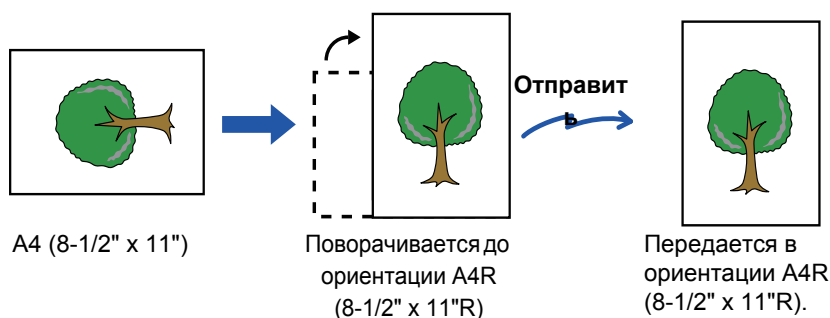 Отправит
ь
A4 (8-1/2" x 11")
Поворачивается до
ориентации A4R
(8-1/2" x 11"R)
Передается в
ориентации A4R
(8-1/2" x 11"R).